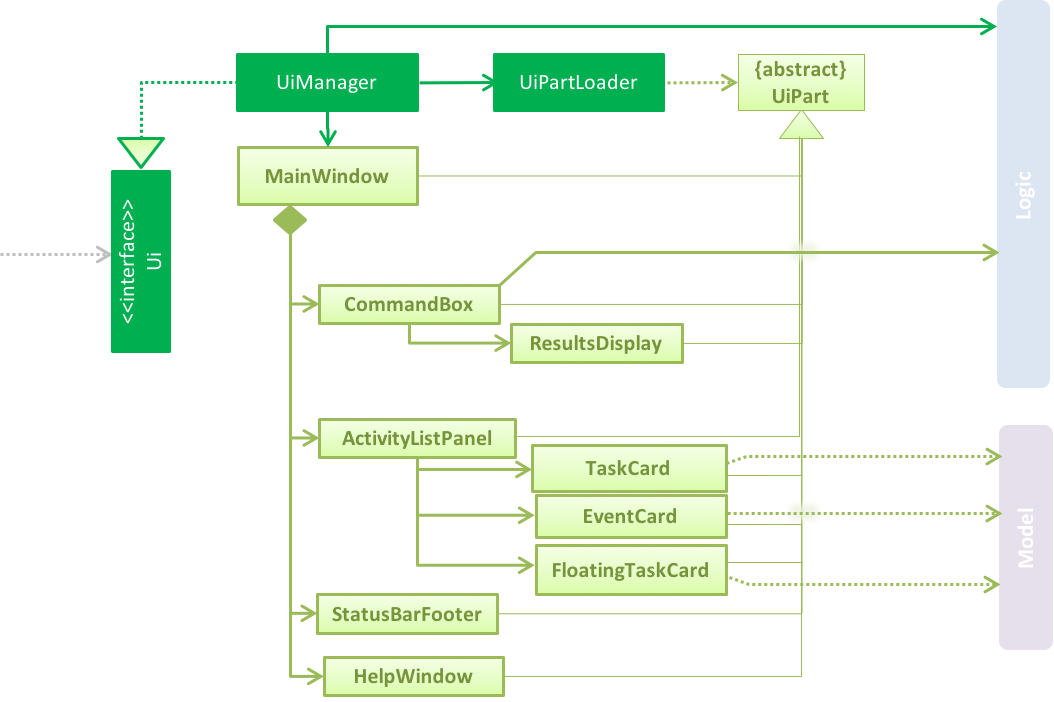 UiManager
UiPartLoader
{abstract}
UiPart
Logic
MainWindow
<<interface>>
Ui
CommandBox
ResultsDisplay
ActivityListPanel
TaskCard
EventCard
FloatingTaskCard
Model
StatusBarFooter
HelpWindow